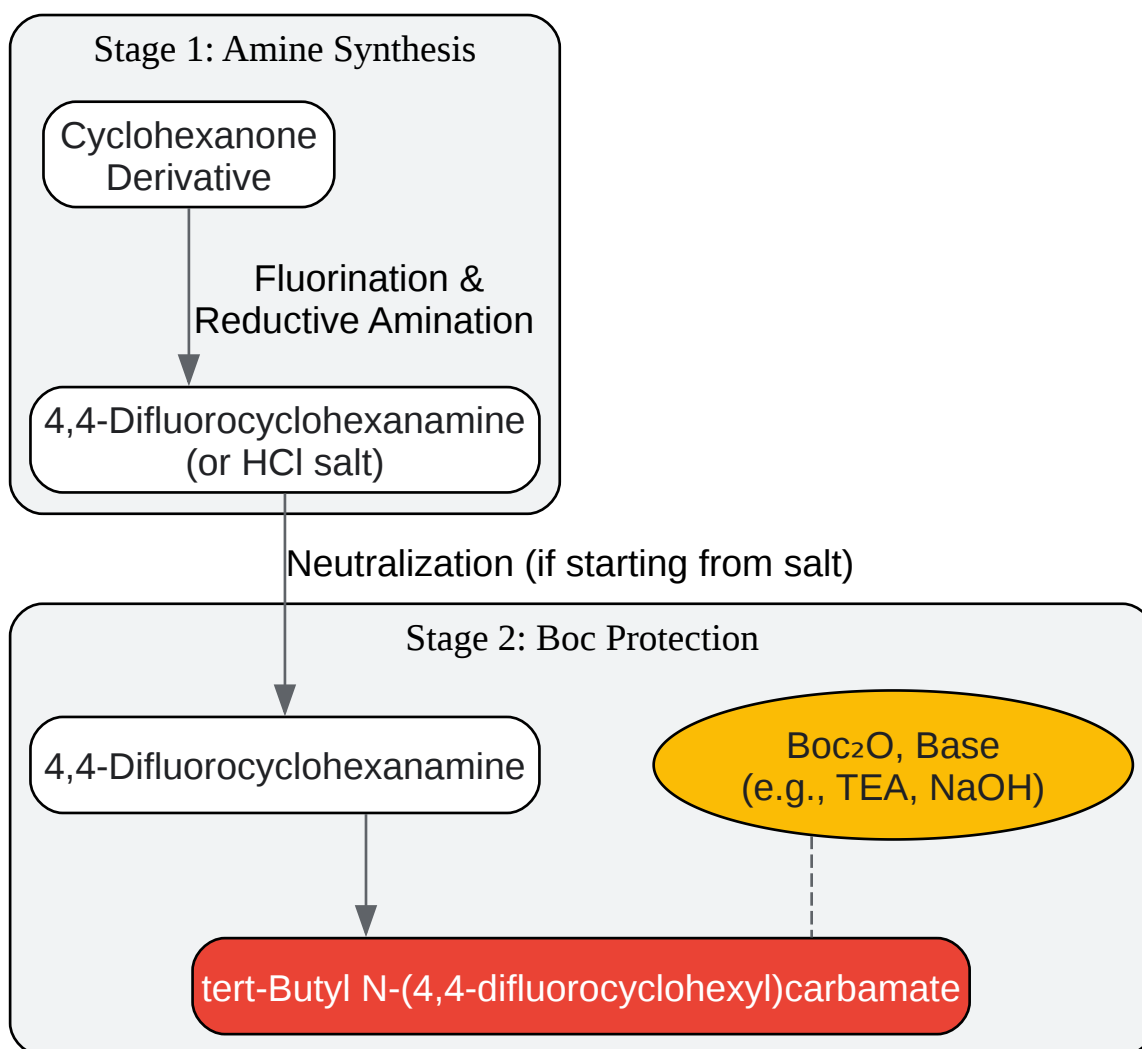 Stage 1: Amine Synthesis
Cyclohexanone
Derivative
Fluorination &
Reductive Amination
4,4-Difluorocyclohexanamine
(or HCl salt)
Neutralization (if starting from salt)
Stage 2: Boc Protection
4,4-Difluorocyclohexanamine
Boc₂O, Base
(e.g., TEA, NaOH)
tert-Butyl N-(4,4-difluorocyclohexyl)carbamate